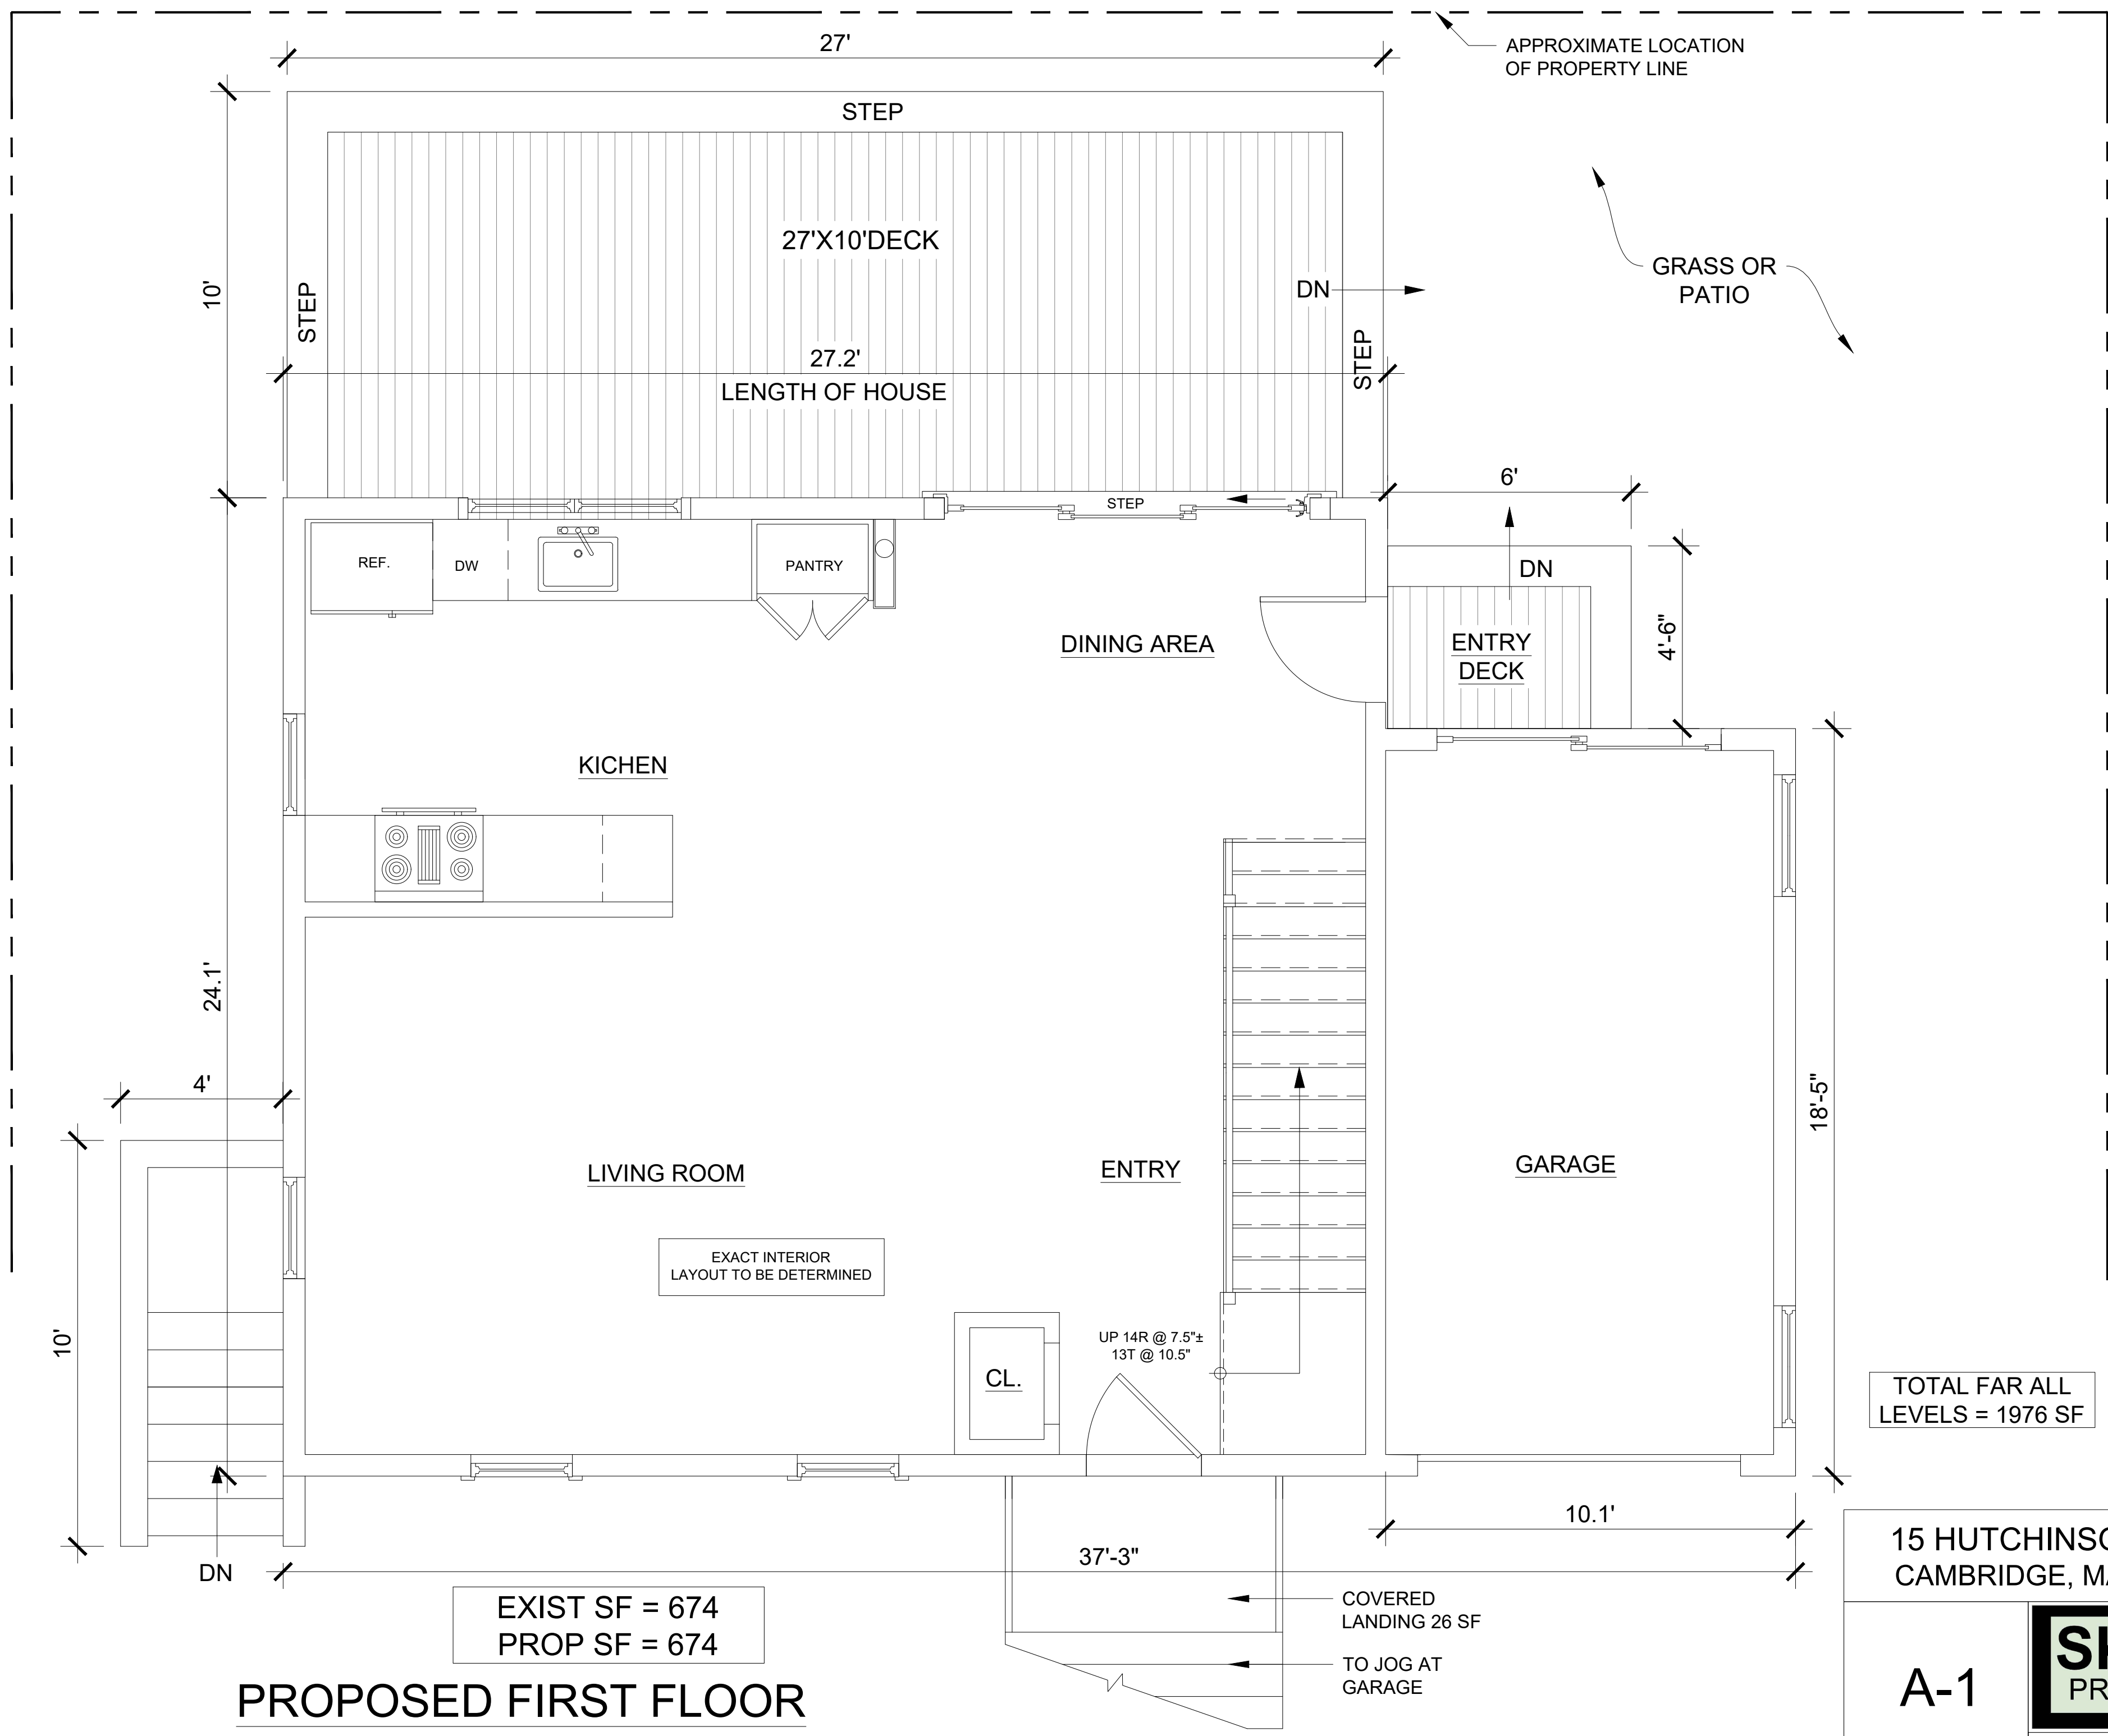 27'
APPROXIMATE LOCATION
OF PROPERTY LINE
STEP
27'X10'DECK
10'
STEP
DN
GRASS OR
PATIO
27.2'
LENGTH OF HOUSE
STEP
6'
STEP
REF.
DW
PANTRY
DN
DINING AREA
ENTRY
DECK
4'-6"
KICHEN
24.1'
4'
18'-5"
LIVING ROOM
ENTRY
GARAGE
EXACT INTERIOR
LAYOUT TO BE DETERMINED
10'
UP 14R @ 7.5"±
13T @ 10.5"
CL.
TOTAL FAR ALL
LEVELS = 1976 SF
10.1'
37'-3"
DN
COVERED
LANDING 26 SF
TO JOG AT
GARAGE
EXIST SF = 674
PROP SF = 674
PROPOSED FIRST FLOOR
15
CAMBRIDGE,
A-1